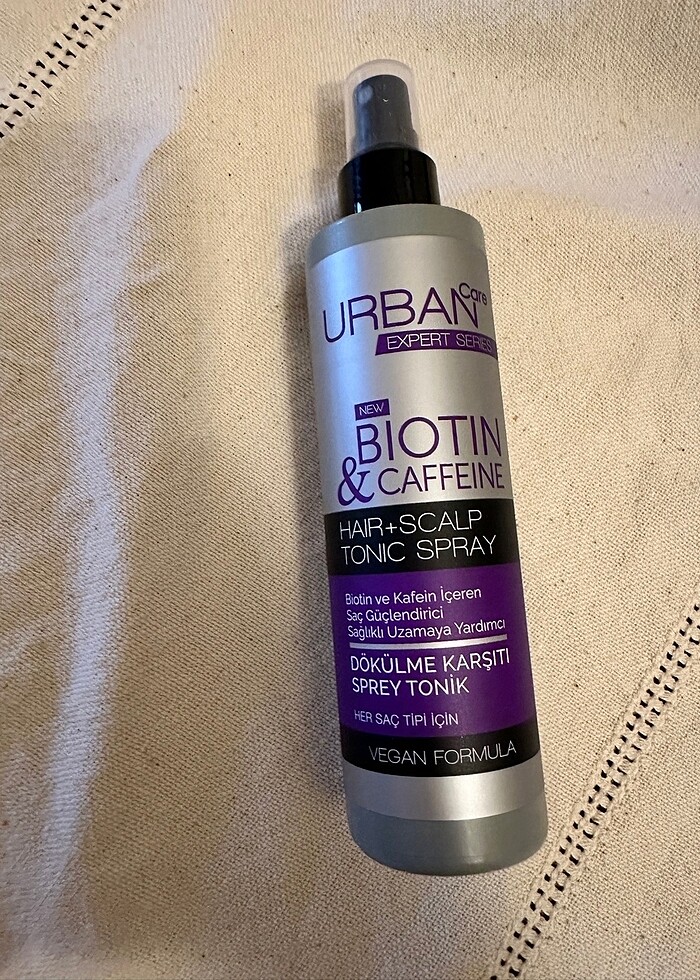 URBAN Care
EXPERT SERIES
NEW
BIOTIN
& CAFFEINE
HAIR+SCALP
TONIC SPRAY
Biotin ve Kafein İçeren
Saç Güçlendirici
Sağlıklı Uzamaya Yardımcı
DÖKÜLME KARŞITI
SPREY TONİK
HER SAÇ TİPİ İÇİN
VEGAN FORMULA